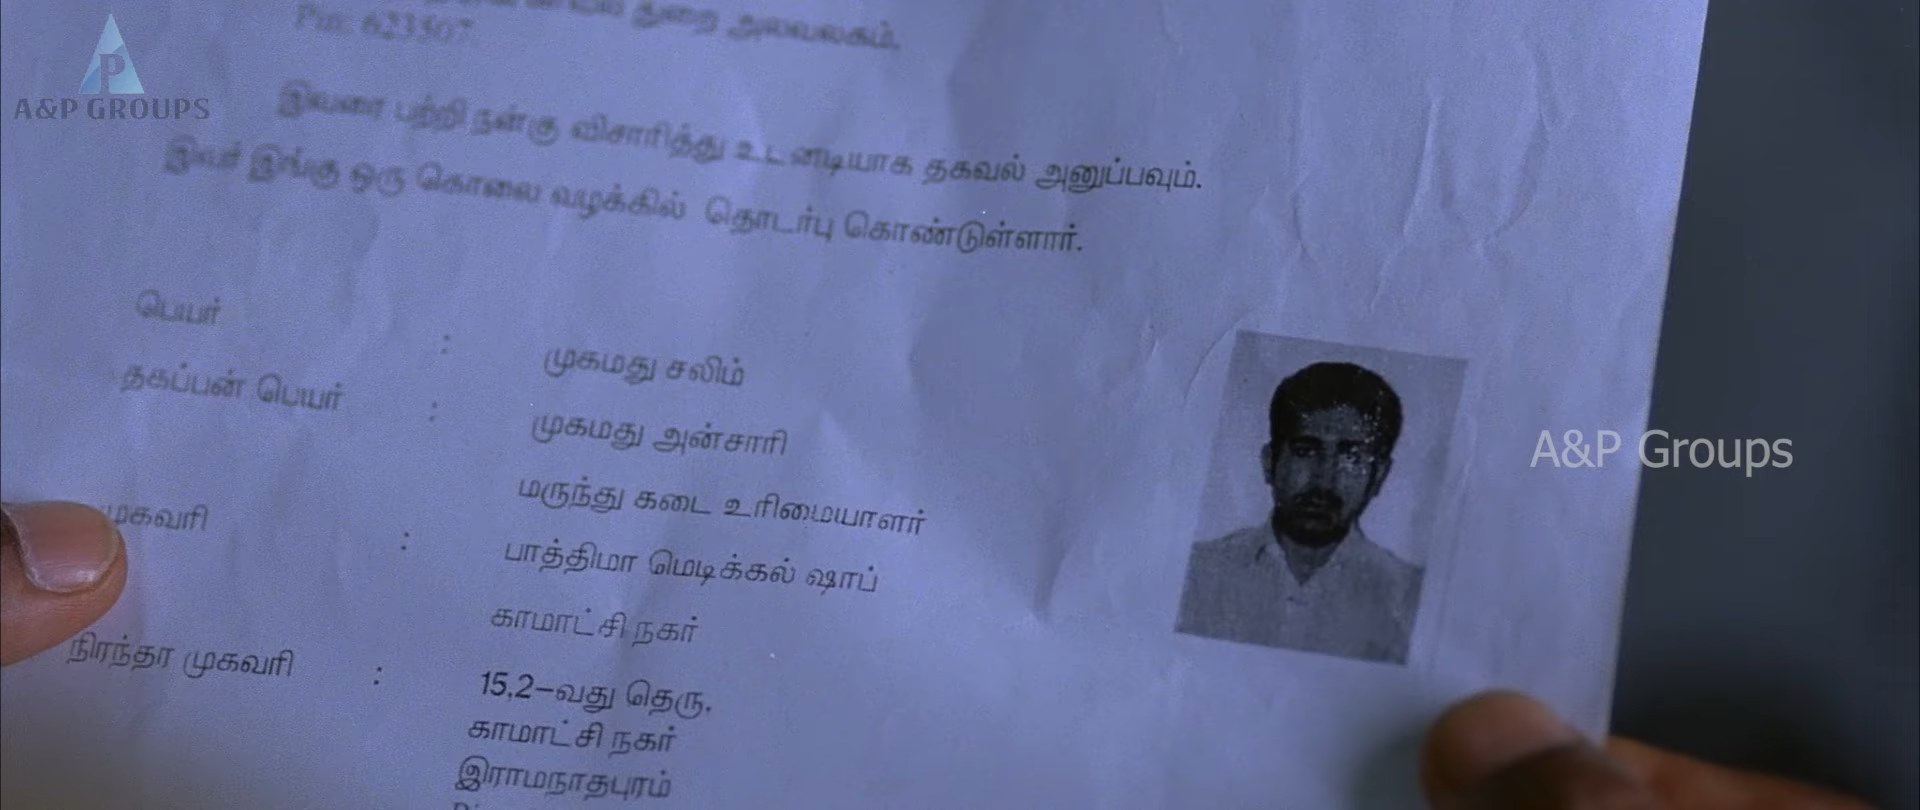 துறை அலவலகம்.
Pin: 623507
இவரை பற்றி நன்கு விசாரித்து உடனடியாக தகவல் அனுப்பவும்.
இவர் இங்கு ஒரு கொலை வழக்கில் தொடர்பு கொண்டுள்ளார்.
பெயர் : முகமது சலிம்
தகப்பன் பெயர் : முகமது அன்சாரி
மருந்து கடை உரிமையாளர்
முகவரி : பாத்திமா மெடிக்கல் ஷாப்
காமாட்சி நகர்
நிரந்தர முகவரி : 15,2-வது தெரு.
காமாட்சி நகர்
இராமநாதபுரம்
P
A&P GROUPS
A&P Groups